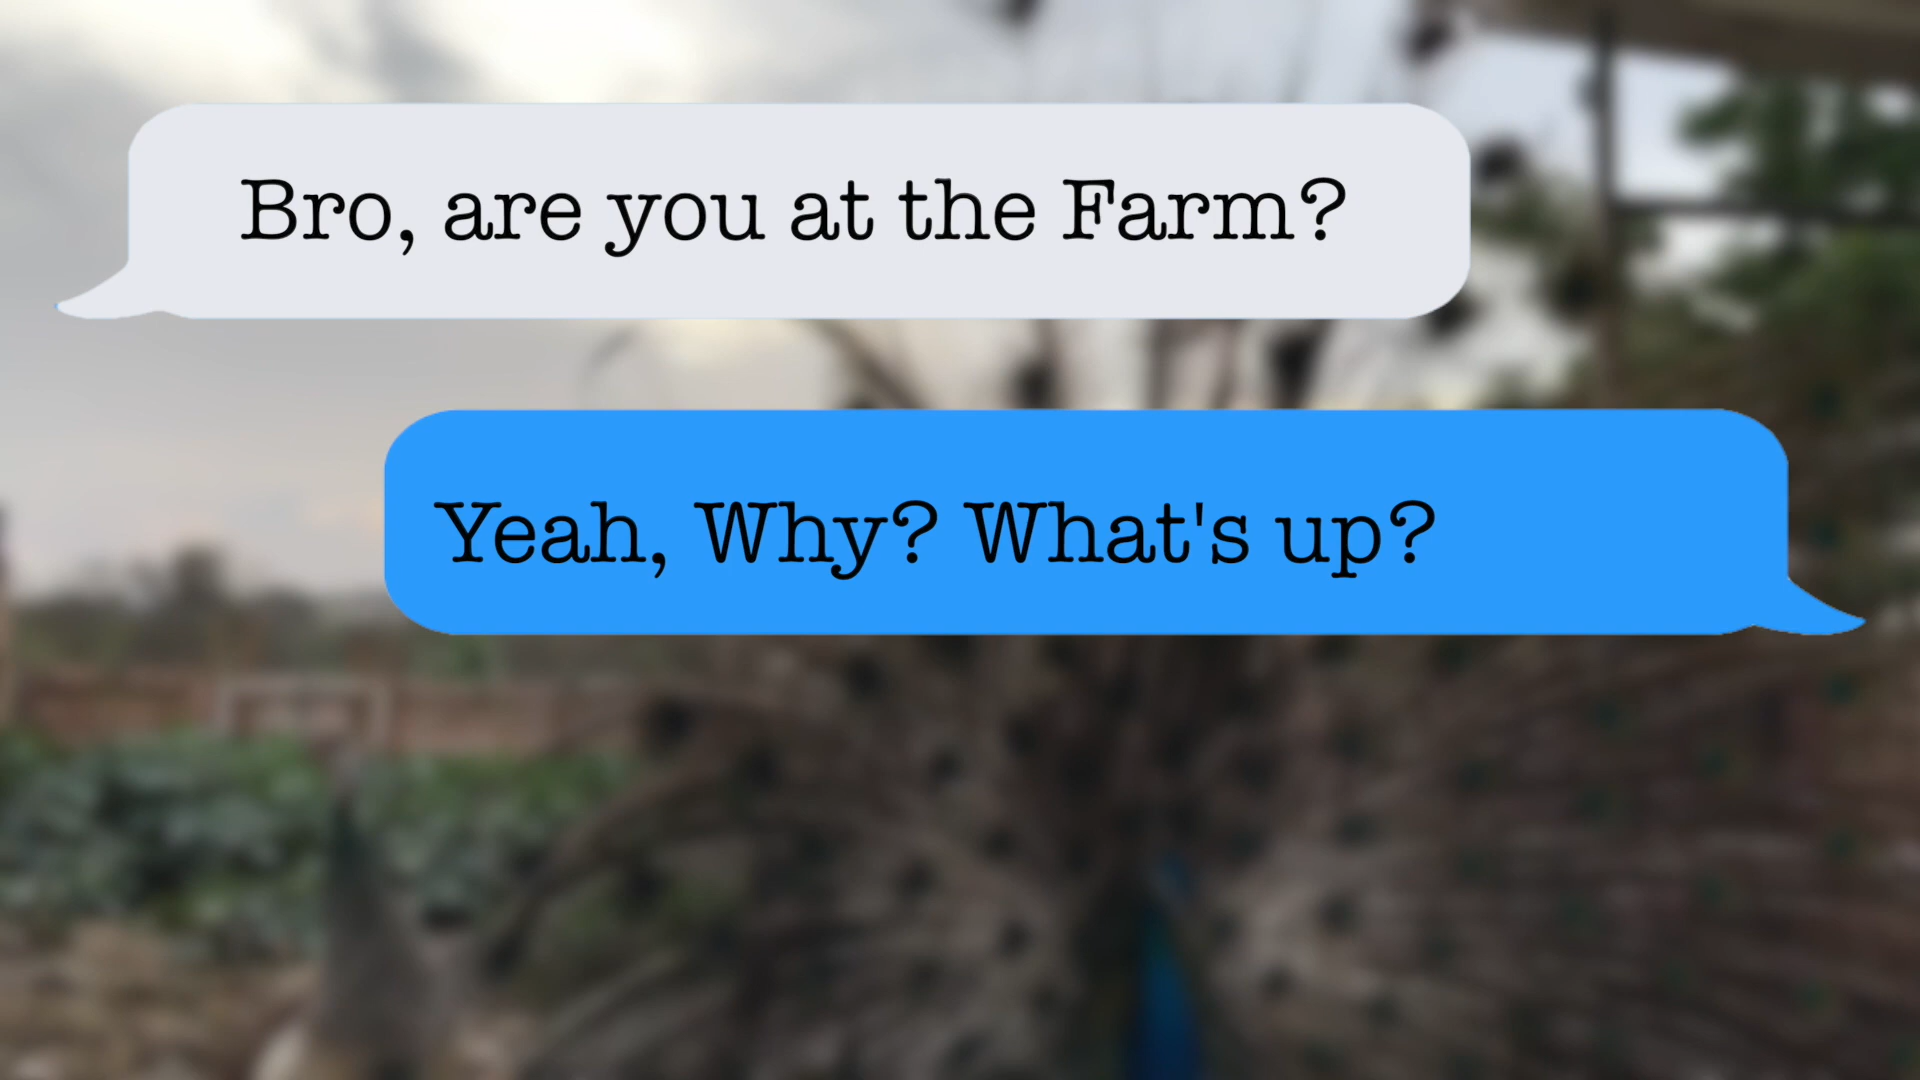 Bro, are you at the Farm?
Yeah, Why? What's up?